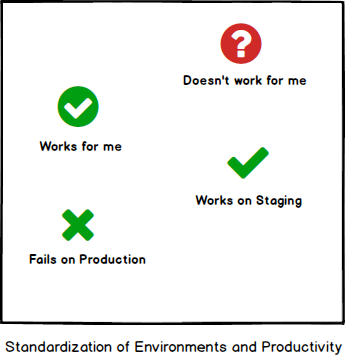 Doesn't work for me
Works for me
Works on Staging
Fails on Production
Standardization of Environments and Productivity